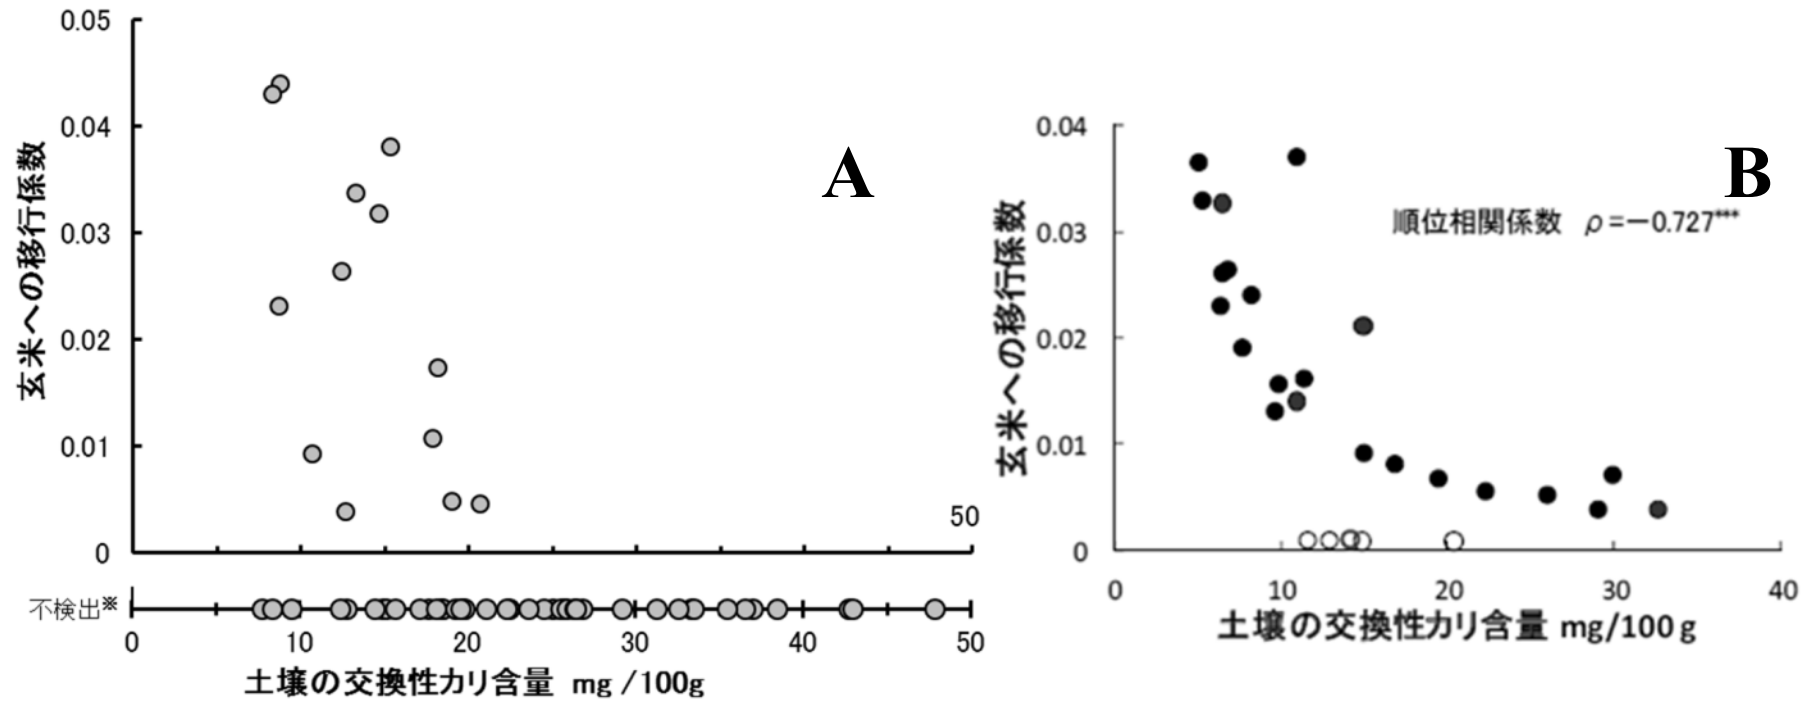 0.05
0.04
0.03
0.02
0.01
0
玄米への移行係数
A
50
不検出※
0 10 20 30 40 50
土壌の交換性カリ含量 mg /100g
0.04
0.03
0.02
0.01
0
玄米への移行係数
B
順位相関係数 ρ=－0.727***
0 10 20 30 40
土壌の交換性カリ含量 mg/100g